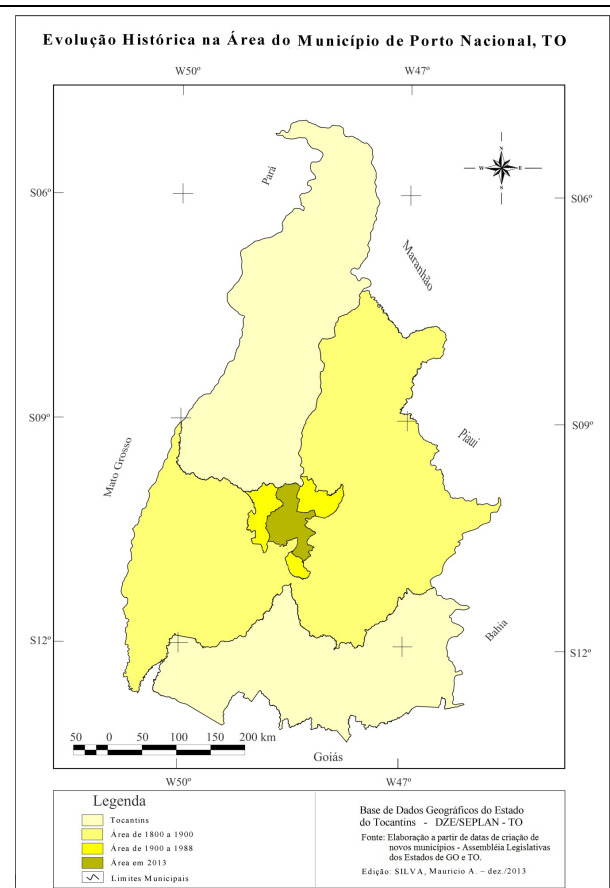 Evolução Histórica na Área do Município de Porto Nacional, TO
W50º
W47º
N
W
E
S
Pará
S06º
S06º
Maranhão
S09º
S09º
Piauí
Mato Grosso
S12º
S12º
Bahia
50 0 50 100 150 200 km
Goiás
W50º
W47º
Legenda
Tocantins
Área de 1800 a 1900
Área de 1900 a 1988
Área em 2013
Limites Municipais
Base de Dados Geográficos do Estado
do Tocantins - DZE/SEPLAN - TO
Fonte: Elaboração a partir de datas de criação de
novos municípios - Assembléia Legislativas
dos Estados de GO e TO.
Edição: SILVA, Mauricio A. – dez./2013